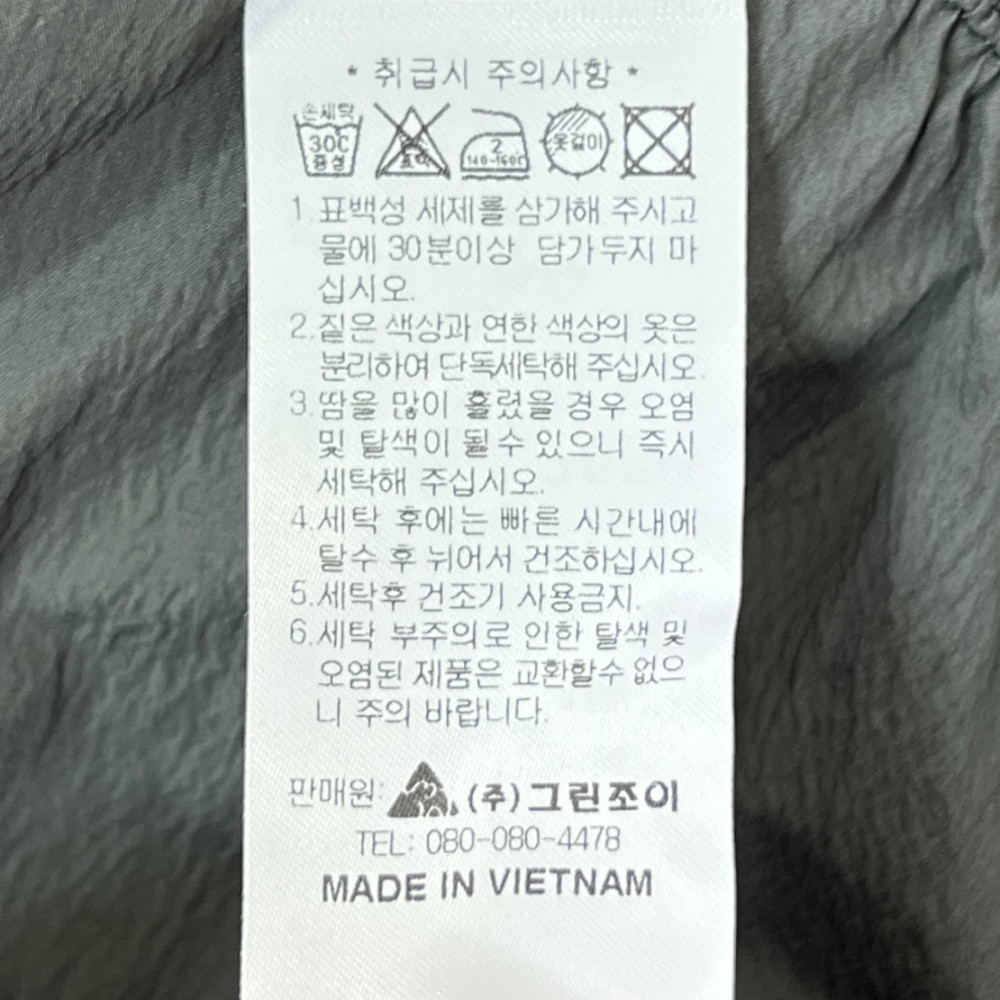 * 취급시 주의사항 *
손세탁
30C
중성
2
140~160C
옷걸이
1. 표백성 세제를 삼가해 주시고
물에 30분이상 담가두지 마
십시오.
2. 짙은 색상과 연한 색상의 옷은
분리하여 단독세탁해 주십시오.
3. 땀을 많이 흘렸을 경우 오염
및 탈색이 될수 있으니 즉시
세탁해 주십시오.
4. 세탁 후에는 빠른 시간내에
탈수 후 뉘어서 건조하십시오.
5. 세탁후 건조기 사용금지.
6. 세탁 부주의로 인한 탈색 및
오염된 제품은 교환할수 없으
니 주의 바랍니다.
판매원: (주)그린조이
TEL: 080-080-4478
MADE IN VIETNAM